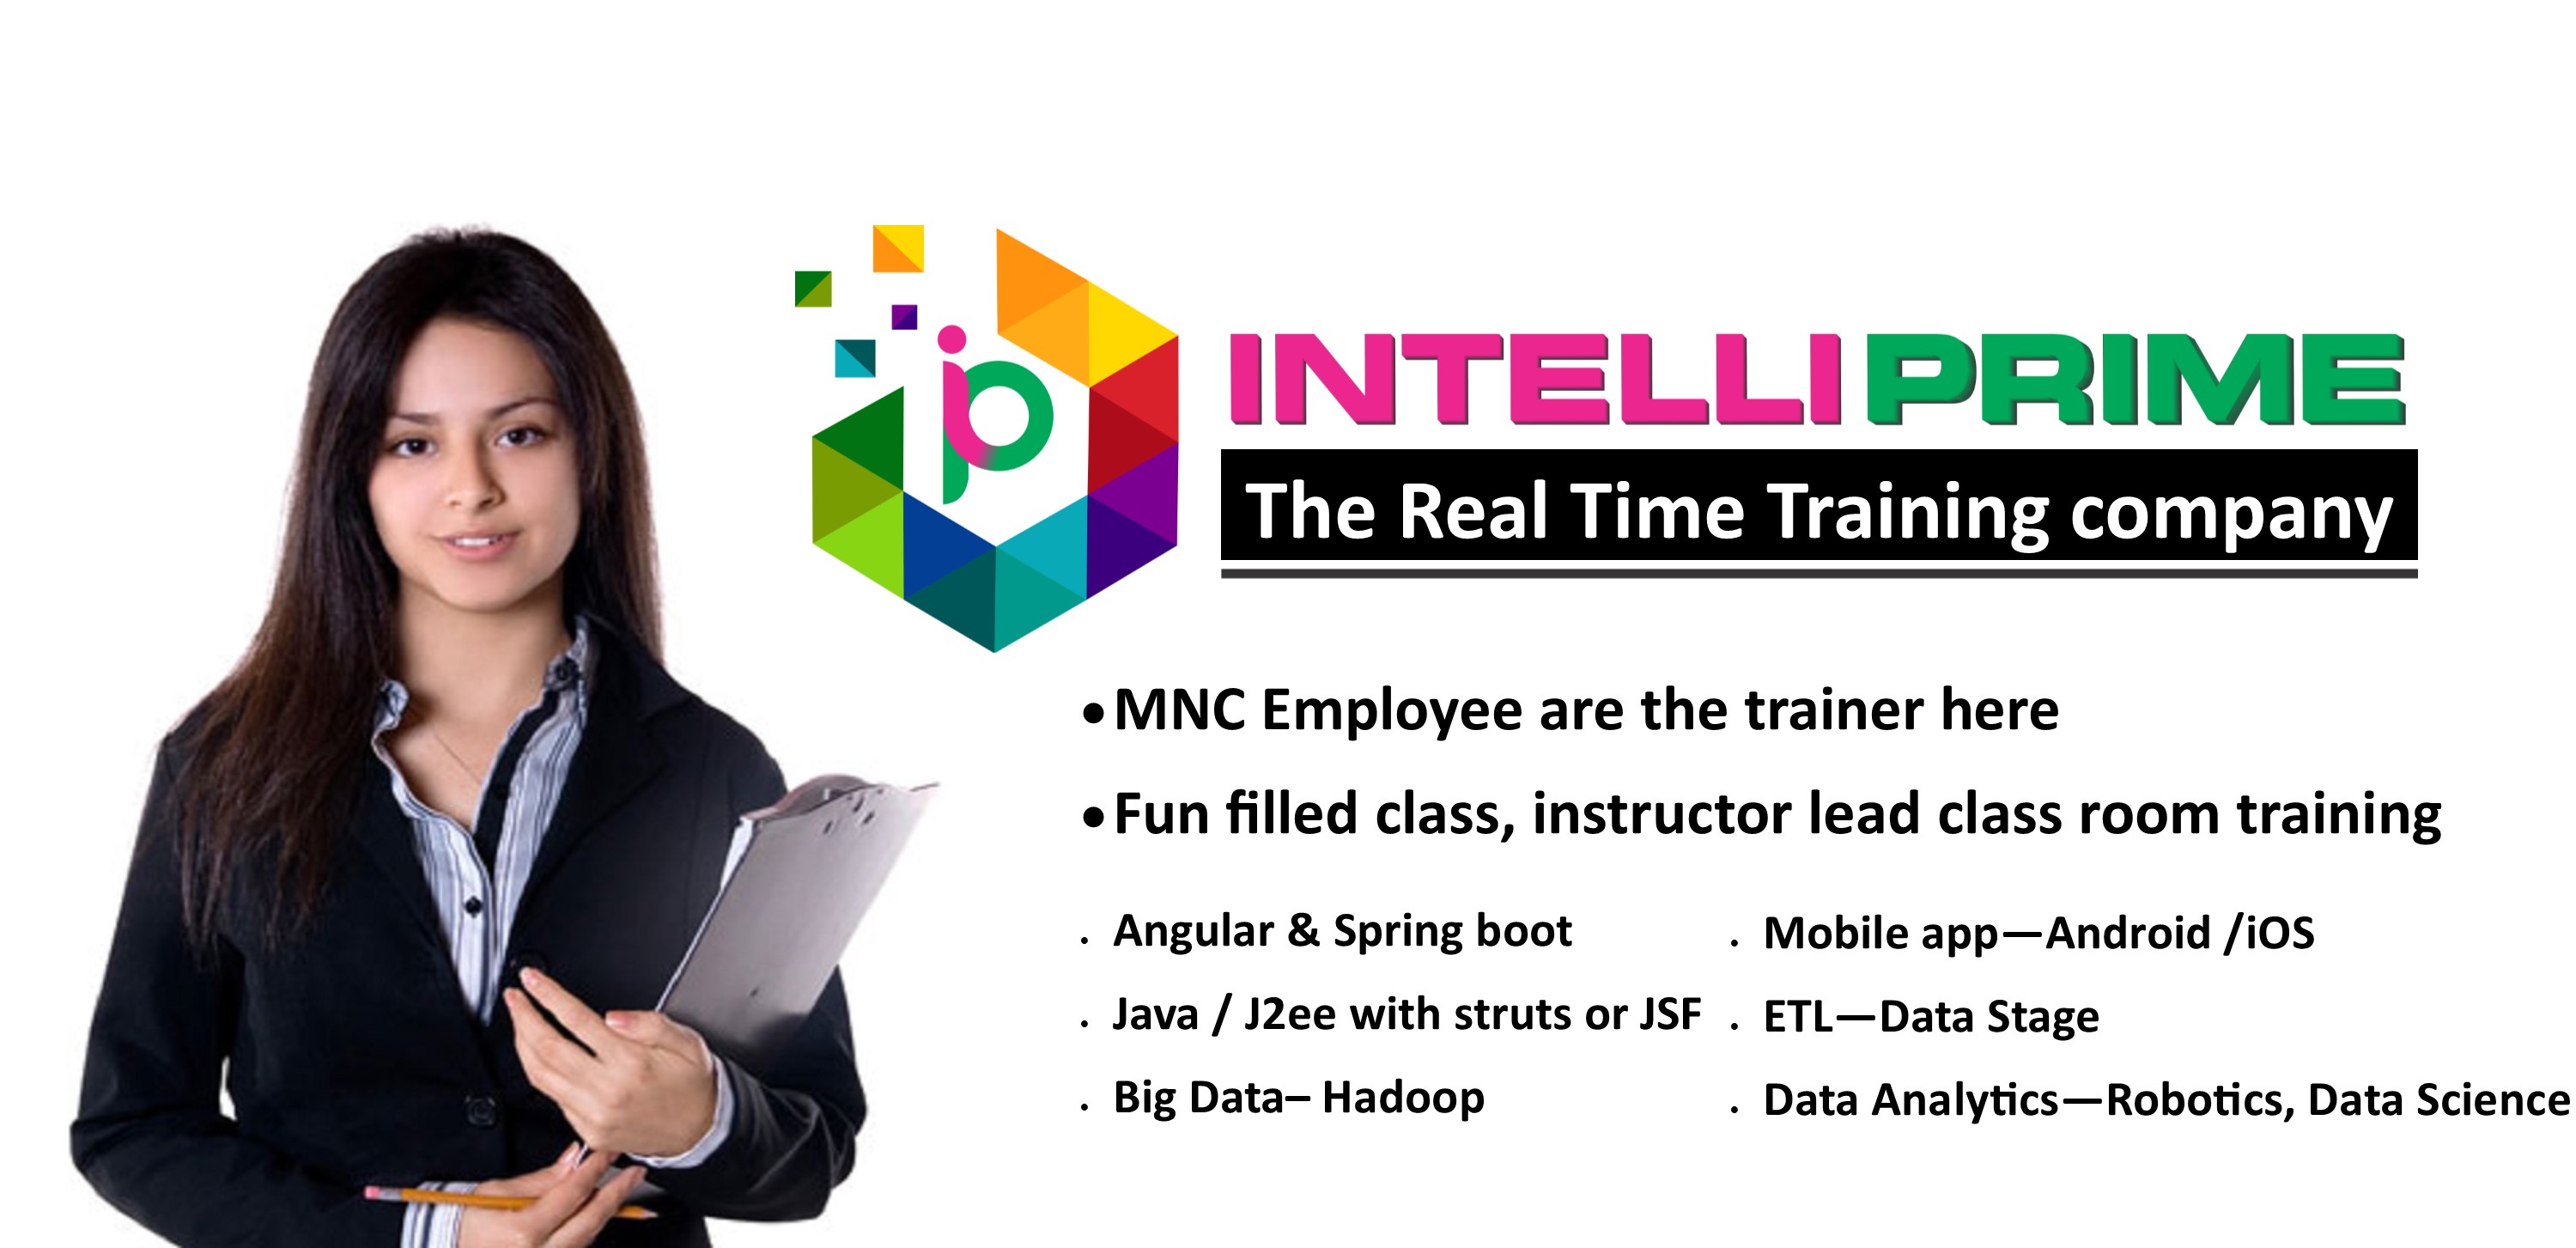 ip
INTELLI PRIME
The Real Time Training company
•MNC Employee are the trainer here
•Fun filled class, instructor lead class room training
. Angular & Spring boot
. Java / J2ee with struts or JSF
. Big Data– Hadoop
. Mobile app—Android /iOS
. ETL—Data Stage
. Data Analytics—Robotics, Data Science